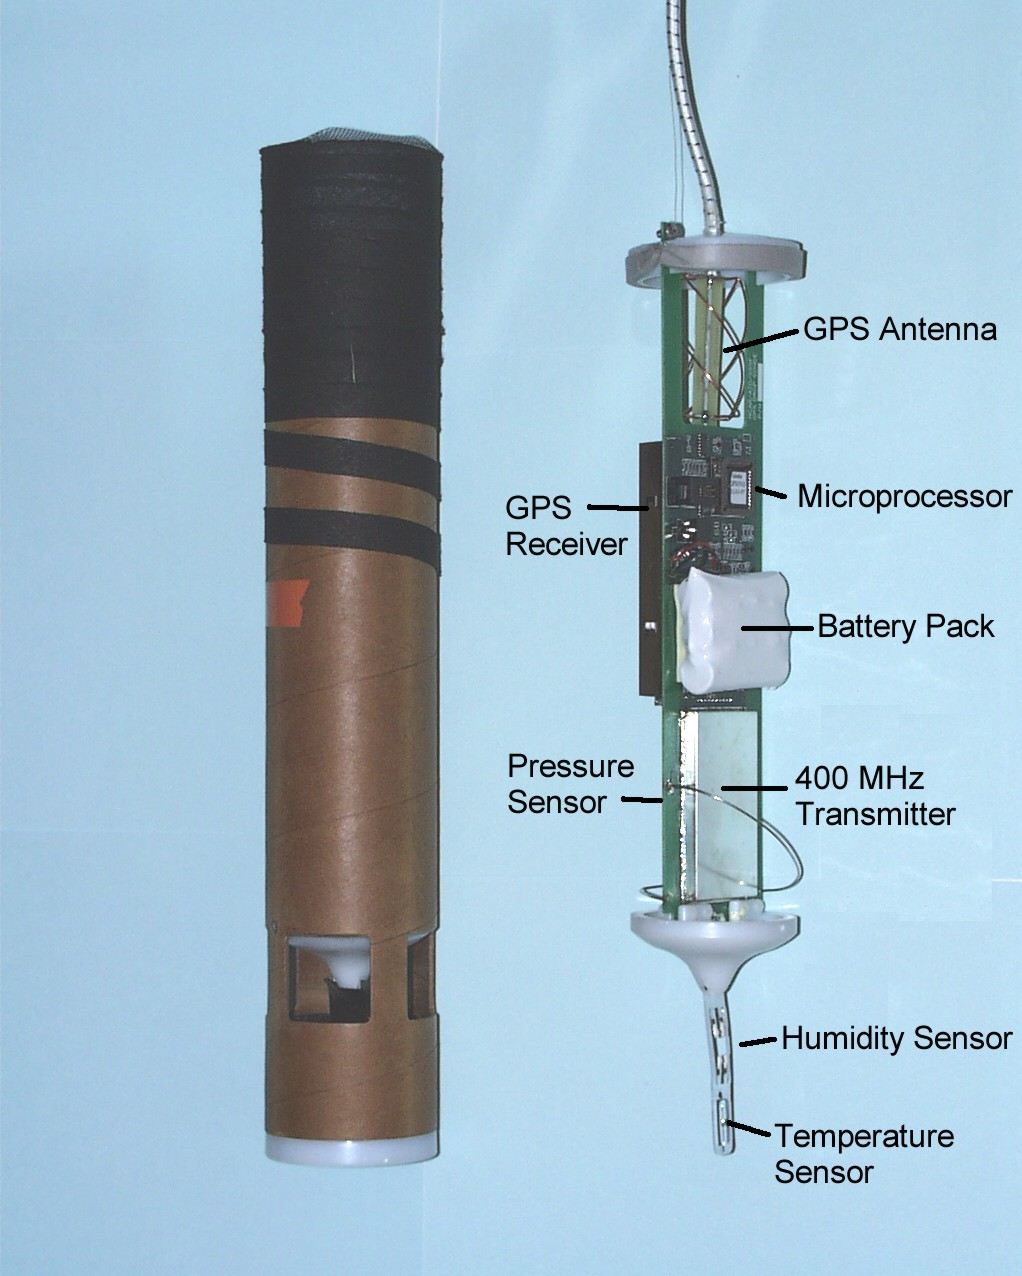 GPS Antenna
Microprocessor
GPS
Receiver
Battery Pack
Pressure
Sensor
400 MHz
Transmitter
Humidity Sensor
Temperature
Sensor